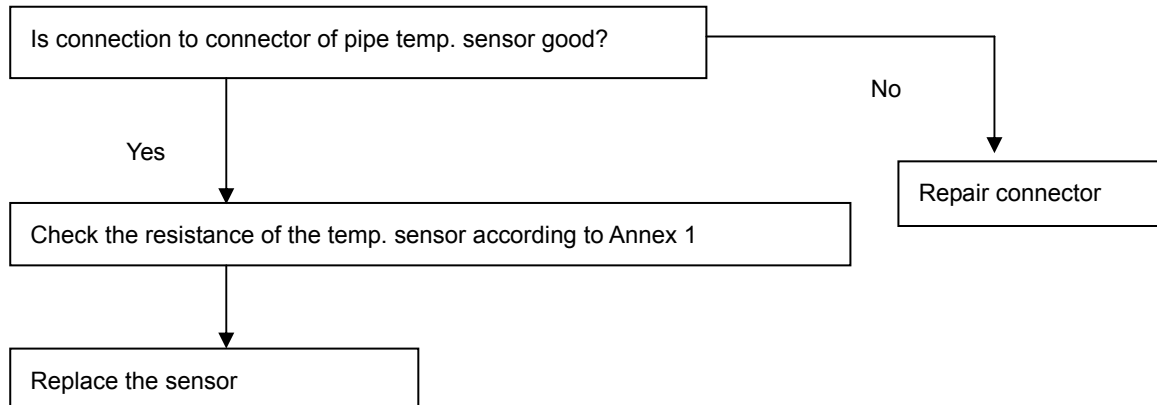 Is connection to connector of pipe temp. sensor good?
No
Yes
Repair connector
Check the resistance of the temp. sensor according to Annex 1
Replace the sensor